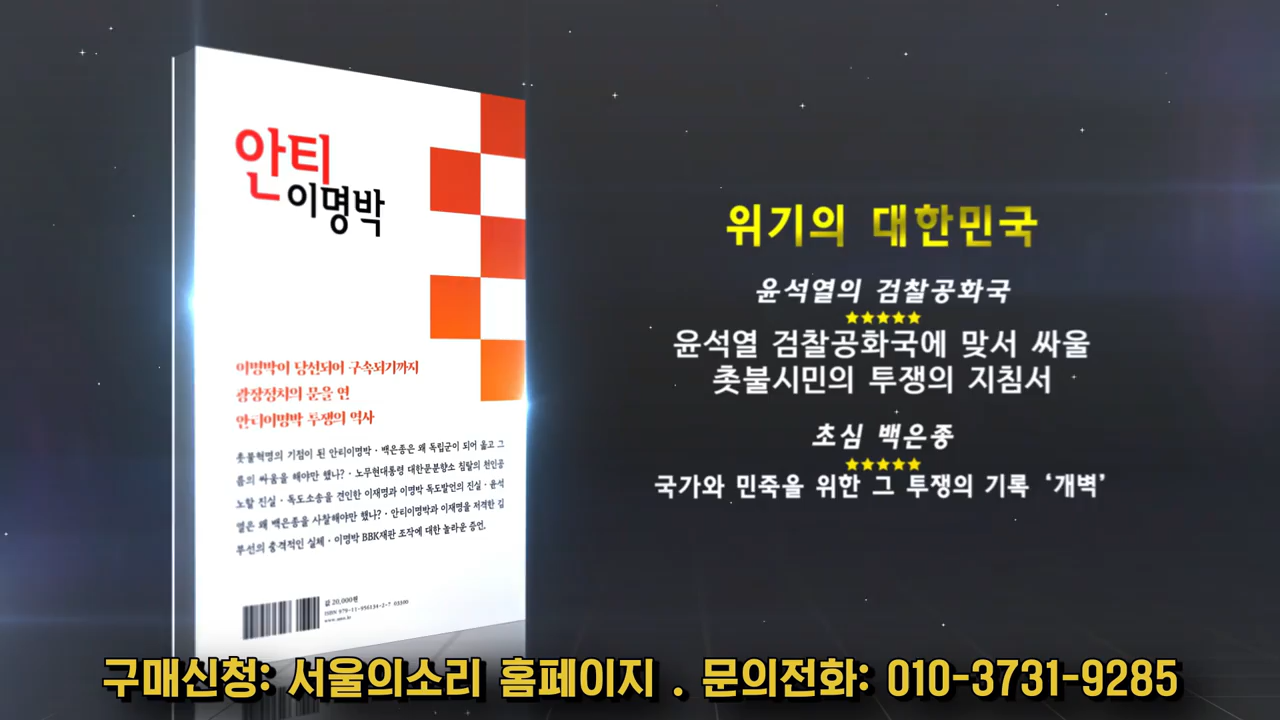 안티
이명박
이명박이 당선되어 구속되기까지
광장정치의 문을 연
안티이명박 투쟁의 역사
촛불혁명의 기점이 된 안티이명박 · 백은종은 왜 독립군이 되어 울고 그
몸의 싸움을 해야만 했나? · 노무현대통령 대한문분향소 침탈의 천인공
노할 진실 · 독도소송을 견인한 이재명과 이명박 독도발언의 진실 · 윤석
열은 왜 백은종을 사찰해야만 했나? · 안티이명박과 이재명을 저격한 김
부선의 충격적인 실체 · 이명박 BBK재판 조작에 대한 놀라운 증언.
값 20,000원
ISBN 979-11-956134-2-7 03300
위기의 대한민국
윤석열의 검찰공화국
윤석열 검찰공화국에 맞서 싸울
촛불시민의 투쟁의 지침서
초심 백은종
국가와 민족을 위한 그 투쟁의 기록 ‘개벽’
구매신청: 서울의소리 홈페이지 . 문의전화: 010-3731-9285